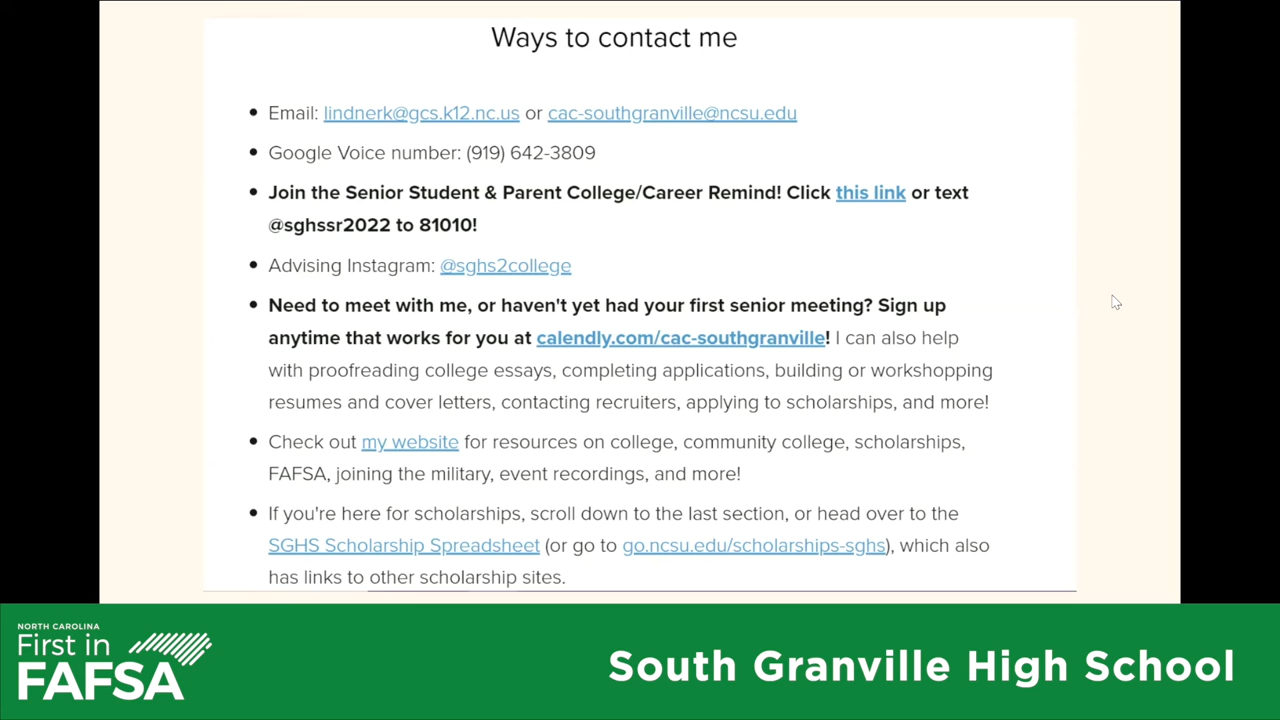 Ways to contact me
• Email: lindnerk@gcs.k12.nc.us or cac-southgranville@ncsu.edu
• Google Voice number: (919) 642-3809
• Join the Senior Student & Parent College/Career Remind! Click this link or text
@sghssr2022 to 81010!
• Advising Instagram: @sghs2college
• Need to meet with me, or haven't yet had your first senior meeting? Sign up
anytime that works for you at calendly.com/cac-southgranville! I can also help
with proofreading college essays, completing applications, building or workshopping
resumes and cover letters, contacting recruiters, applying to scholarships, and more!
• Check out my website for resources on college, community college, scholarships,
FAFSA, joining the military, event recordings, and more!
• If you're here for scholarships, scroll down to the last section, or head over to the
SGHS Scholarship Spreadsheet (or go to go.ncsu.edu/scholarships-sghs), which also
has links to other scholarship sites.
NORTH CAROLINA
First in
FAFSA
South Granville High School